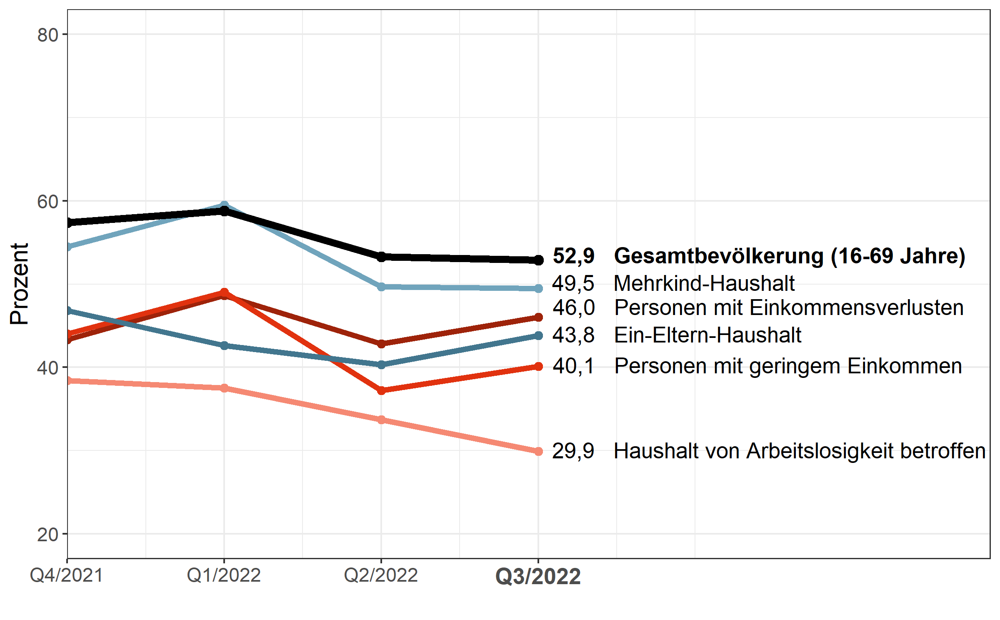 80
60
40
20
Prozent
52,9 Gesamtbevölkerung (16-69 Jahre)
49,5 Mehrkind-Haushalt
46,0 Personen mit Einkommensverlusten
43,8 Ein-Eltern-Haushalt
40,1 Personen mit geringem Einkommen
29,9 Haushalt von Arbeitslosigkeit betroffen
Q4/2021 Q1/2022 Q2/2022 Q3/2022